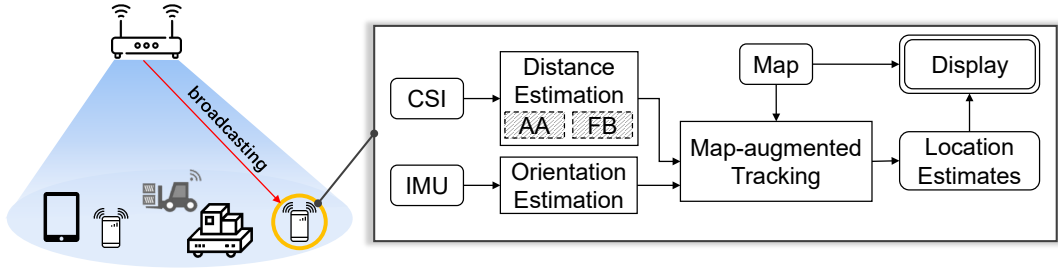 broadcasting
CSI
Distance
Estimation
AA
FB
IMU
Orientation
Estimation
Map
Map-augmented
Tracking
Display
Location
Estimates